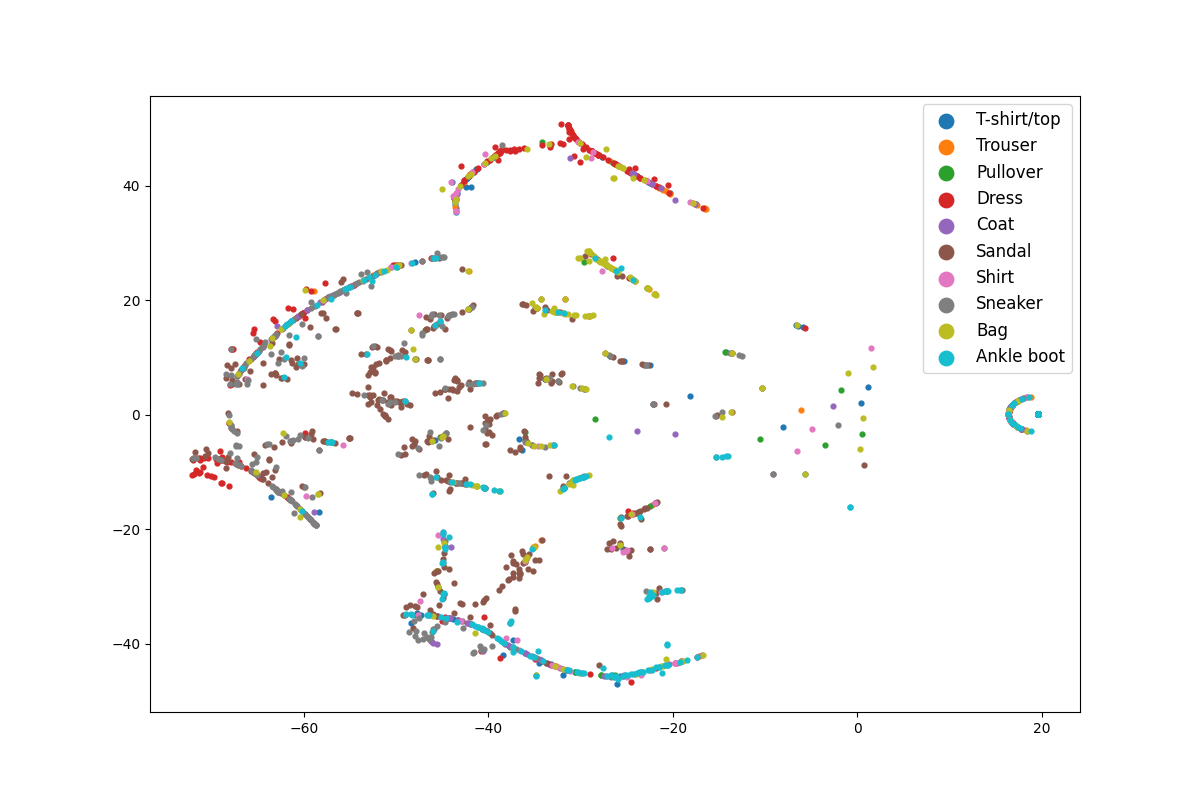 T-shirt/top
Trouser
Pullover
Dress
Coat
Sandal
Shirt
Sneaker
Bag
Ankle boot
40
20
0
−20
−40
−60 −40 −20 0 20